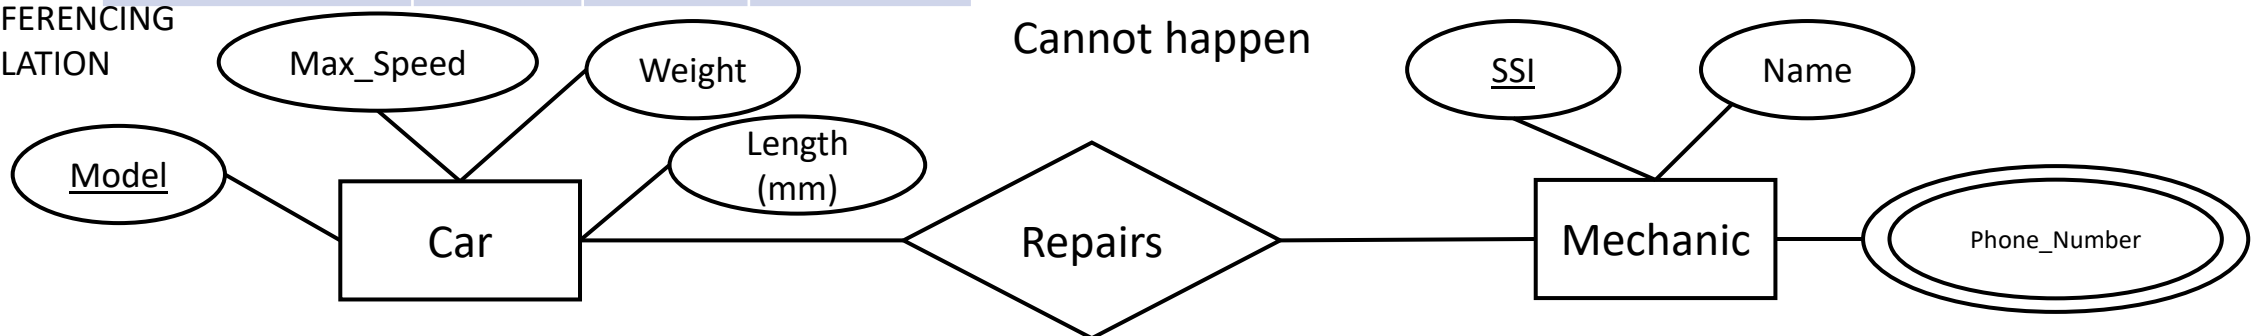 FERENCING
LATION
Cannot happen
Max_Speed
Weight
SSI
Name
Model
Length
(mm)
Car
Repairs
Mechanic
Phone_Number